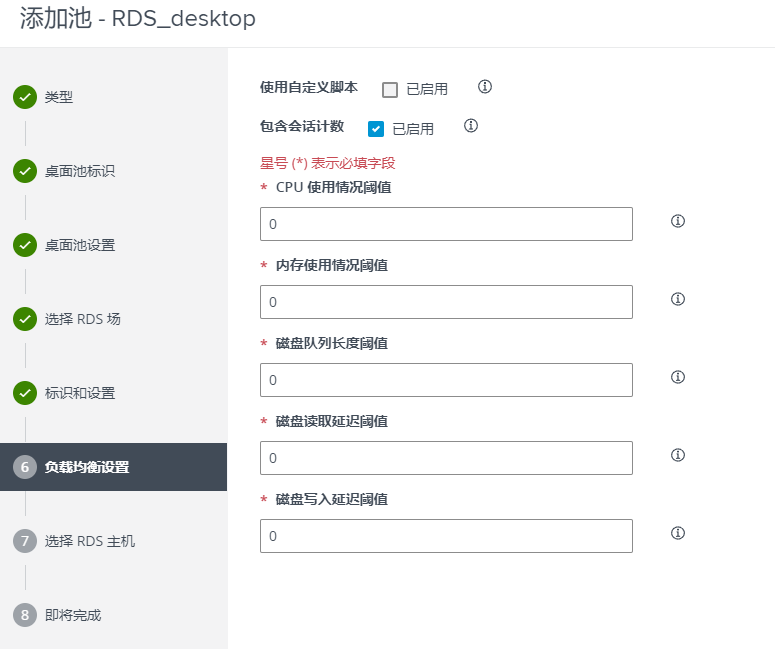 添加池 - RDS_desktop
类型
桌面池标识
桌面池设置
选择 RDS 场
标识和设置
6 负载均衡设置
7 选择 RDS 主机
8 即将完成
使用自定义脚本 已启用
包含会话计数 已启用
星号 (*) 表示必填字段
* CPU 使用情况阈值
0
* 内存使用情况阈值
0
* 磁盘队列长度阈值
0
* 磁盘读取延迟阈值
0
* 磁盘写入延迟阈值
0